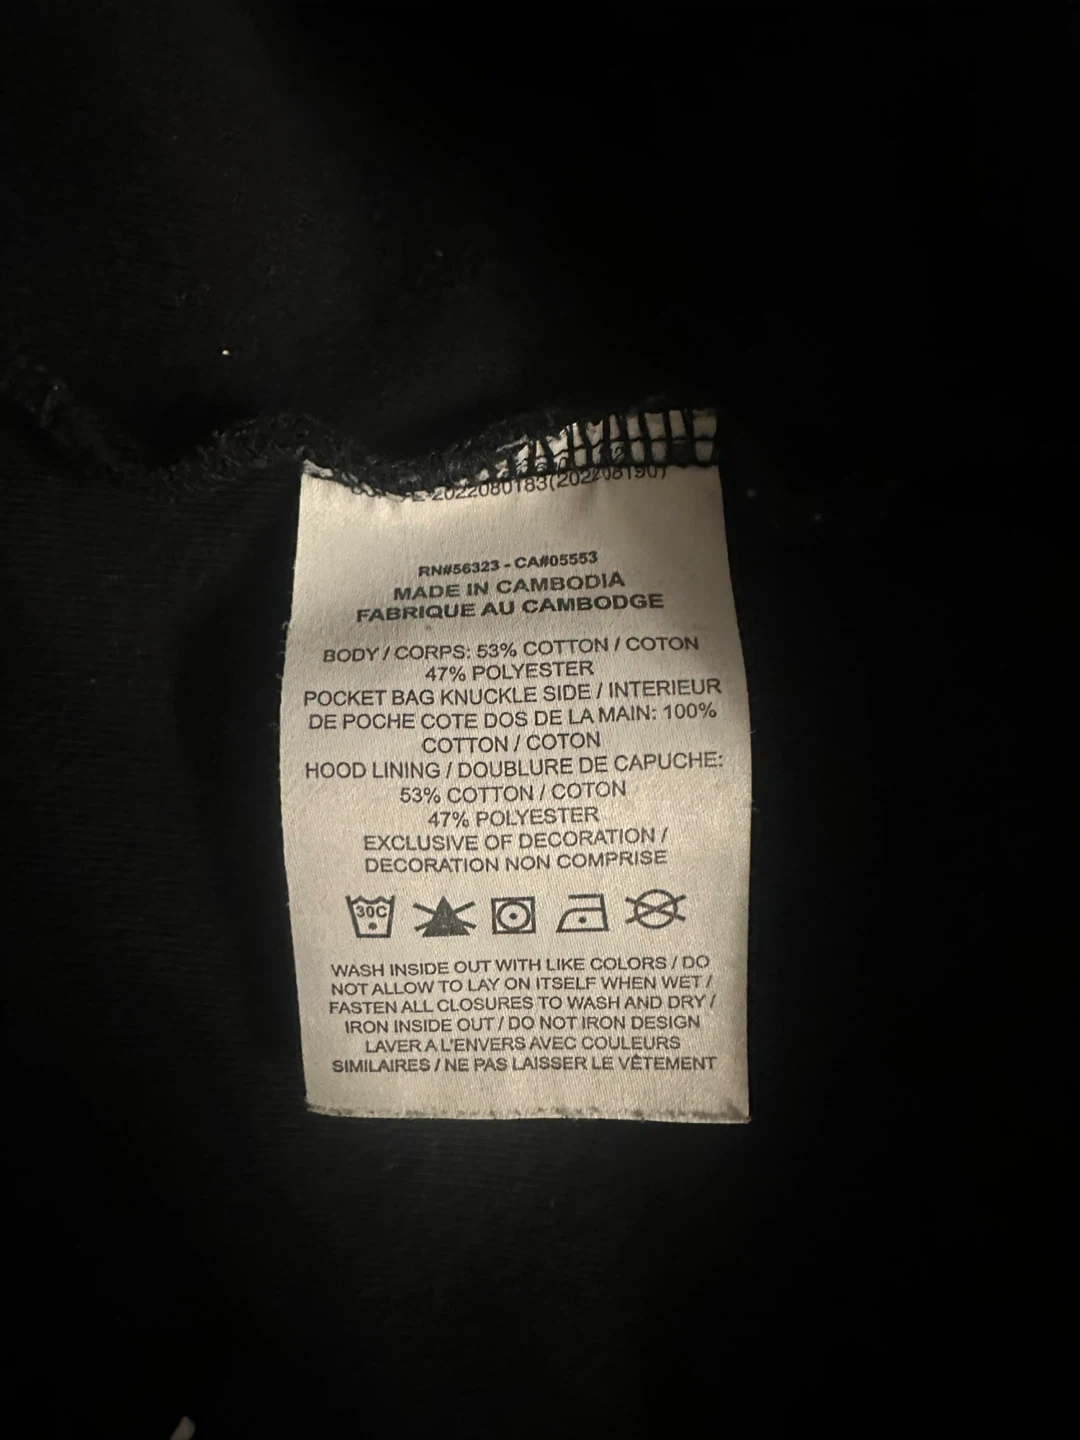 2022080183(202208190)
RN#56323 - CA#05553
MADE IN CAMBODIA
FABRIQUE AU CAMBODGE
BODY / CORPS: 53% COTTON / COTON
47% POLYESTER
POCKET BAG KNUCKLE SIDE / INTERIEUR
DE POCHE COTE DOS DE LA MAIN: 100%
COTTON / COTON
HOOD LINING / DOUBLURE DE CAPUCHE:
53% COTTON / COTON
47% POLYESTER
EXCLUSIVE OF DECORATION /
DECORATION NON COMPRISE
30C
WASH INSIDE OUT WITH LIKE COLORS / DO
NOT ALLOW TO LAY ON ITSELF WHEN WET /
FASTEN ALL CLOSURES TO WASH AND DRY /
IRON INSIDE OUT / DO NOT IRON DESIGN
LAVER A L'ENVERS AVEC COULEURS
SIMILAIRES / NE PAS LAISSER LE VÊTEMENT